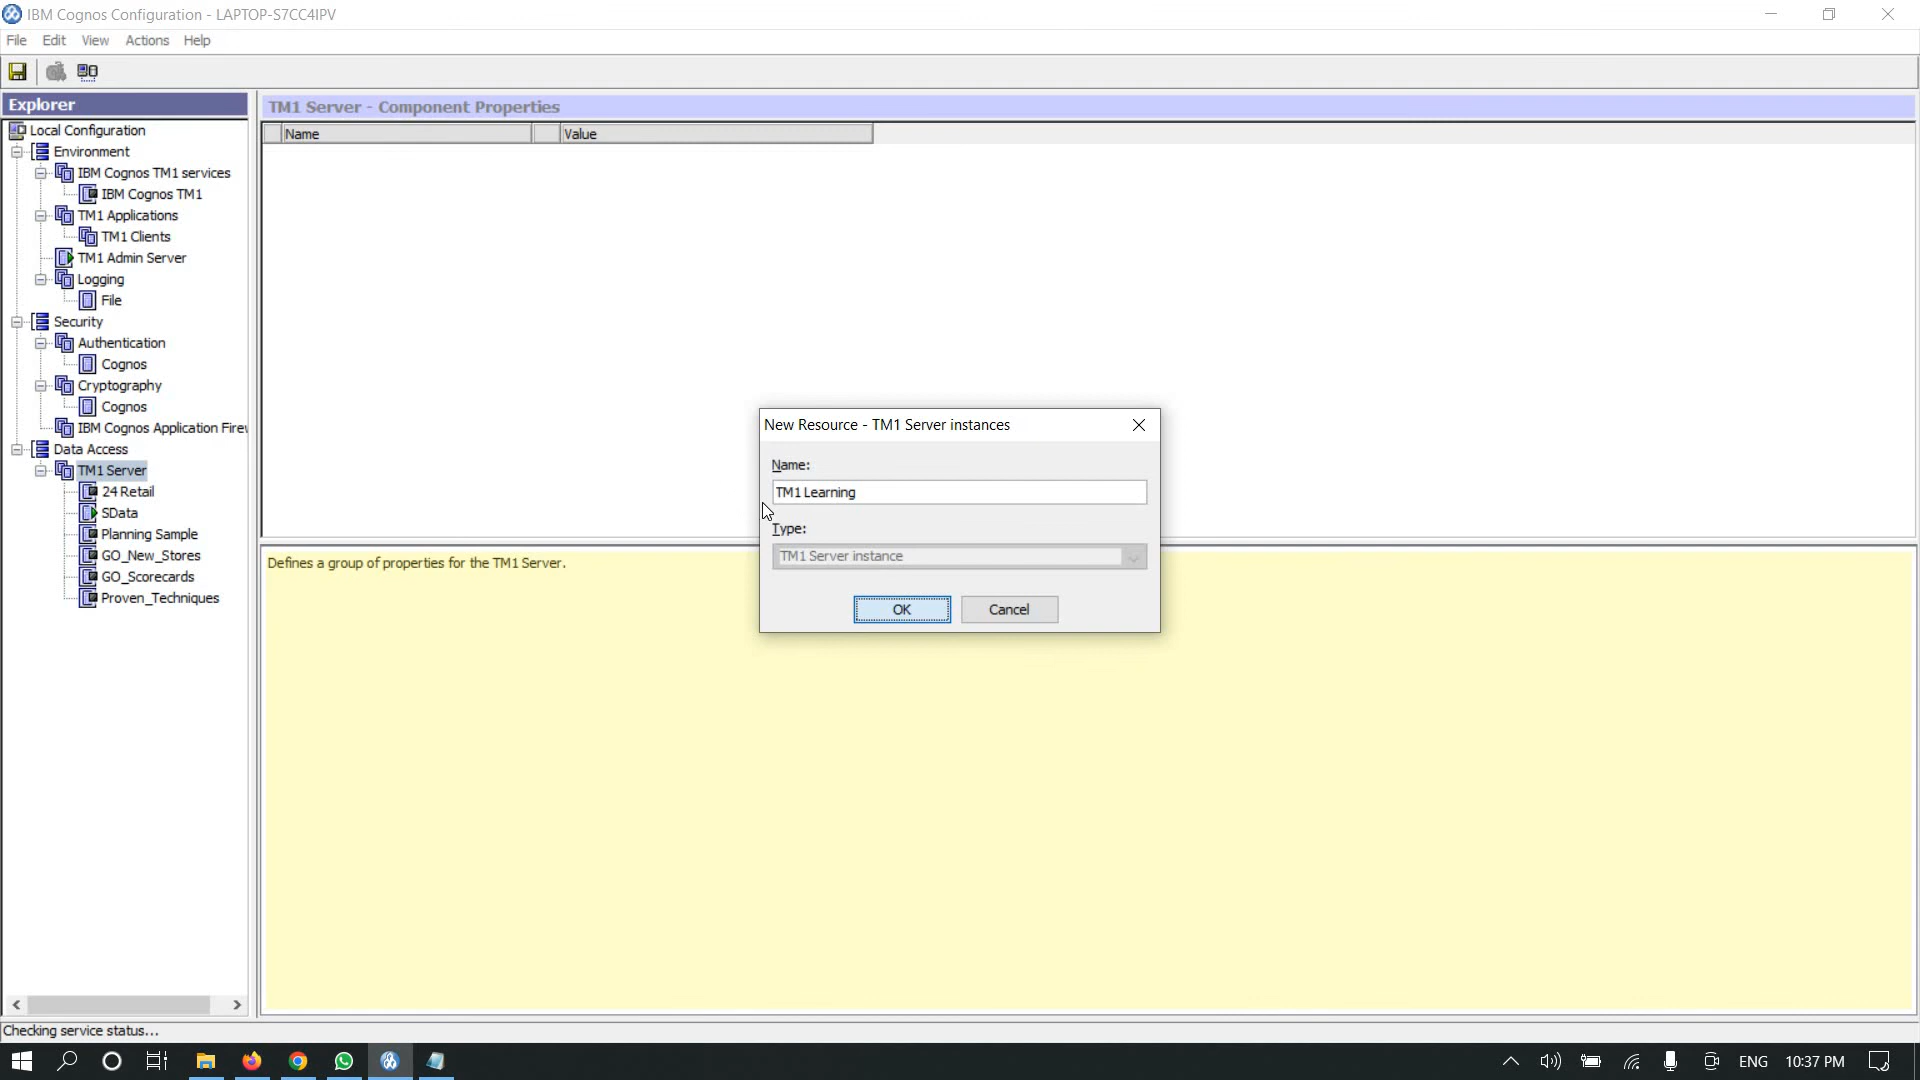 IBM Cognos Configuration - LAPTOP-S7CC4IPV
File Edit View Actions Help
Explorer
Local Configuration
Environment
IBM Cognos TM1 services
IBM Cognos TM1
TM1 Applications
TM1 Clients
TM1 Admin Server
Logging
File
Security
Authentication
Cognos
Cryptography
Cognos
IBM Cognos Application Firew
Data Access
TM1 Server
24 Retail
SData
Planning Sample
GO_New_Stores
GO_Scorecards
Proven_Techniques
TM1 Server - Component Properties
Name Value
New Resource - TM1 Server instances
Name:
TM1 Learning
Type:
TM1 Server instance
OK Cancel
Defines a group of properties for the TM1 Server.
Checking service status...
ENG 10:37 PM